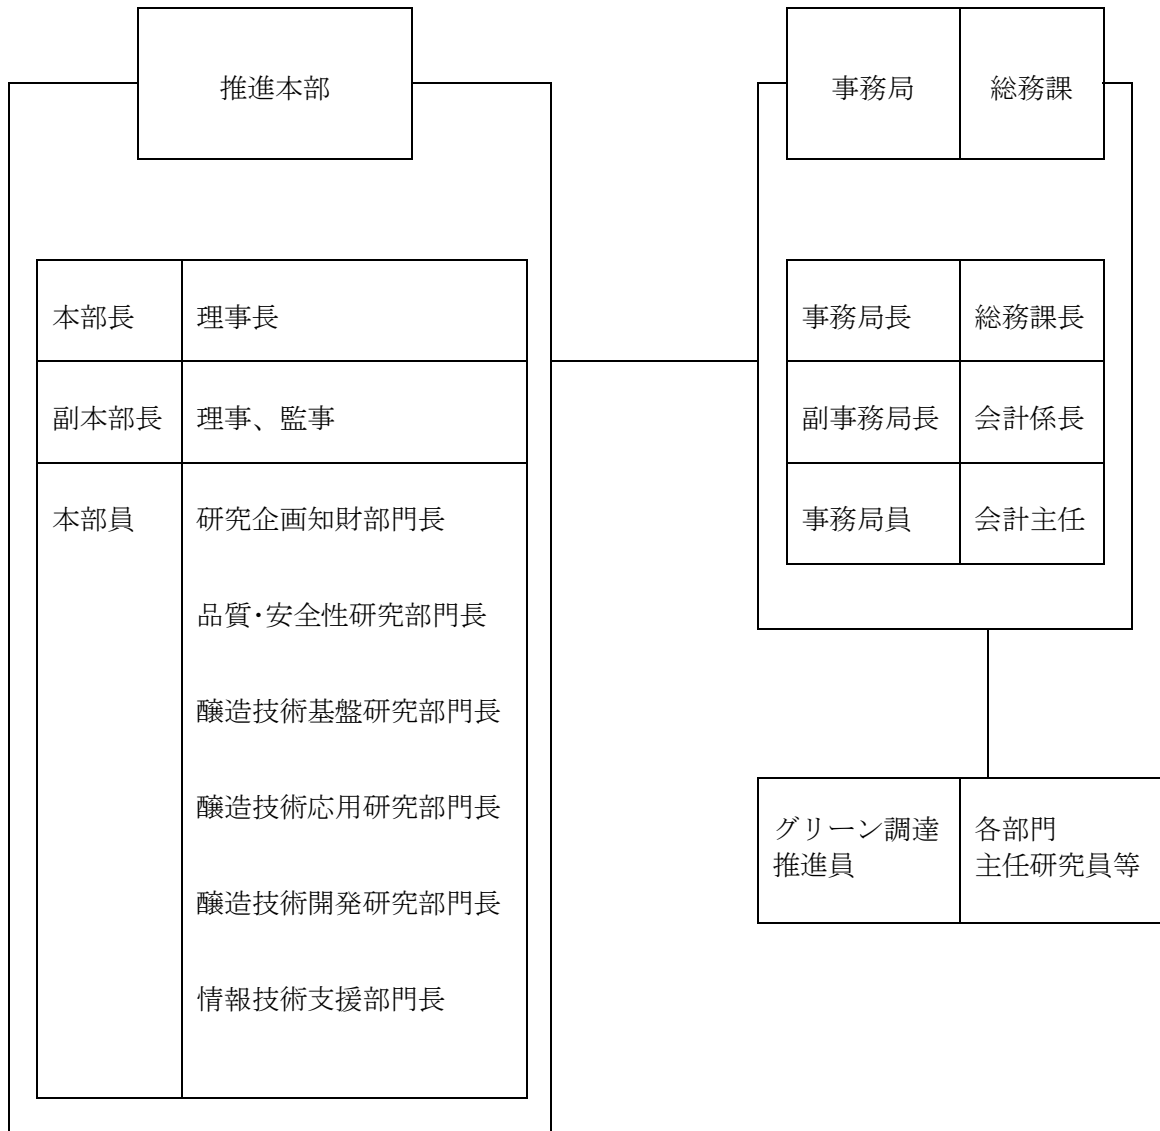 推進本部
本部長 理事長
副本部長 理事、監事
本部員 研究企画知財部門長
品質・安全性研究部門長
醸造技術基盤研究部門長
醸造技術応用研究部門長
醸造技術開発研究部門長
情報技術支援部門長
事務局 総務課
事務局長 総務課長
副事務局長 会計係長
事務局員 会計主任
グリーン調達
推進員
各部門
主任研究員等